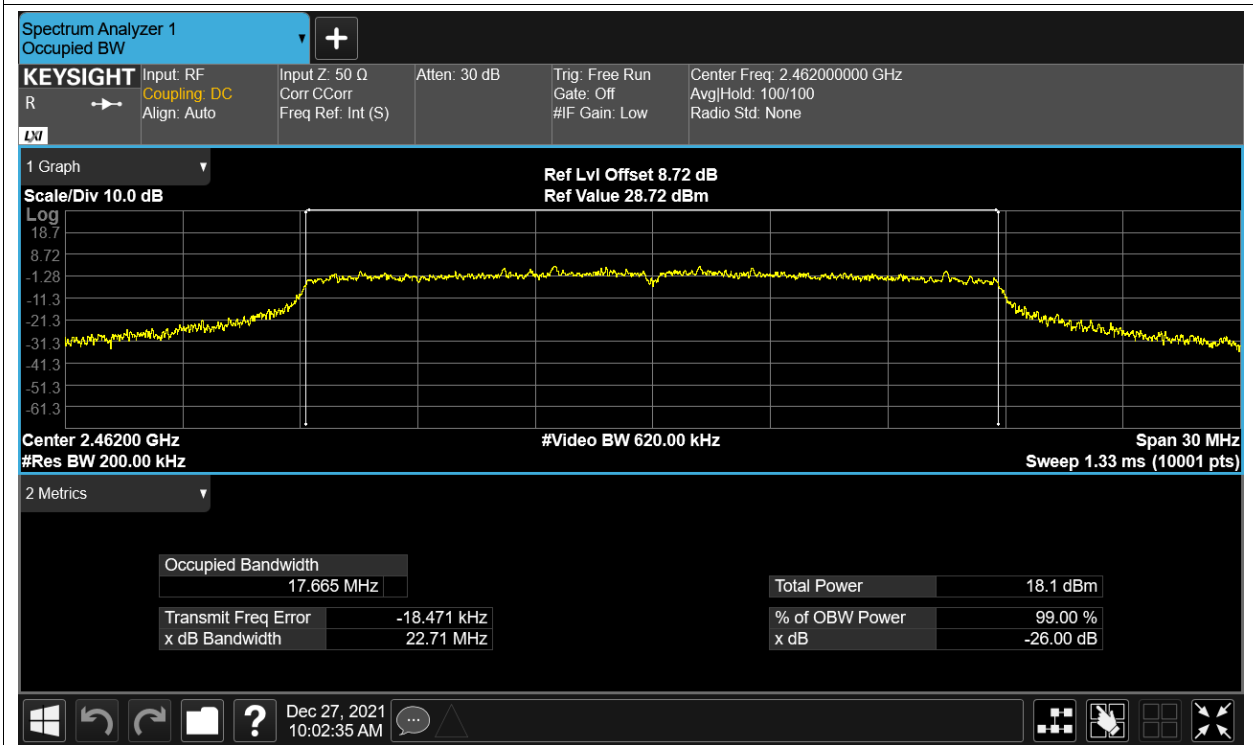 Spectrum Analyzer 1
Occupied BW
KEYSIGHT
R
LXI
Input: RF
Coupling: DC
Align: Auto
Input Z: 50 Ω
Corr CCorr
Freq Ref: Int (S)
Atten: 30 dB
Trig: Free Run
Gate: Off
#IF Gain: Low
Center Freq: 2.462000000 GHz
Avg|Hold: 100/100
Radio Std: None
1 Graph
Scale/Div 10.0 dB
Ref Lvl Offset 8.72 dB
Ref Value 28.72 dBm
Log
18.7
8.72
-1.28
-11.3
-21.3
-31.3
-41.3
-51.3
-61.3
Center 2.46200 GHz
#Res BW 200.00 kHz
#Video BW 620.00 kHz
Span 30 MHz
Sweep 1.33 ms (10001 pts)
2 Metrics
Occupied Bandwidth
17.665 MHz
Transmit Freq Error -18.471 kHz
x dB Bandwidth 22.71 MHz
Total Power 18.1 dBm
% of OBW Power 99.00 %
x dB -26.00 dB
?
Dec 27, 2021
10:02:35 AM